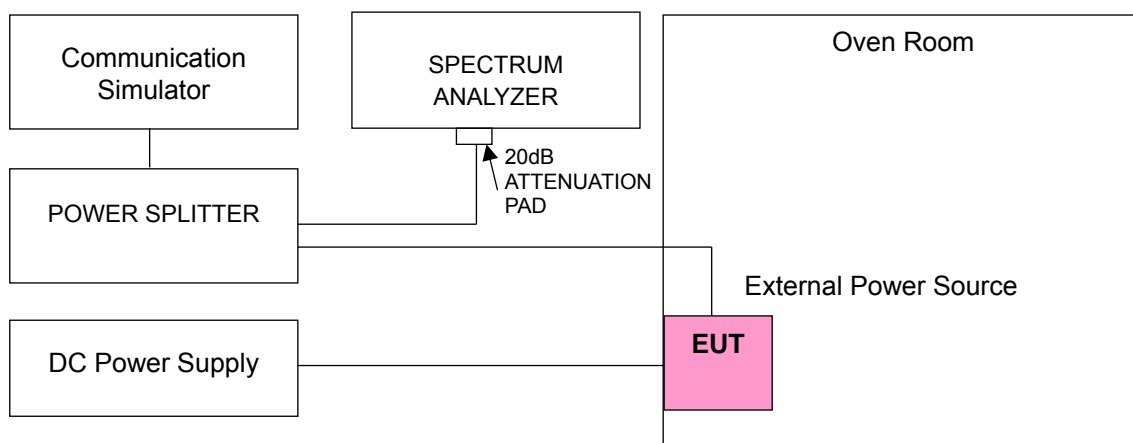 Communication
Simulator
SPECTRUM
ANALYZER
Oven Room
20dB
ATTENUATION
PAD
POWER SPLITTER
External Power Source
EUT
DC Power Supply